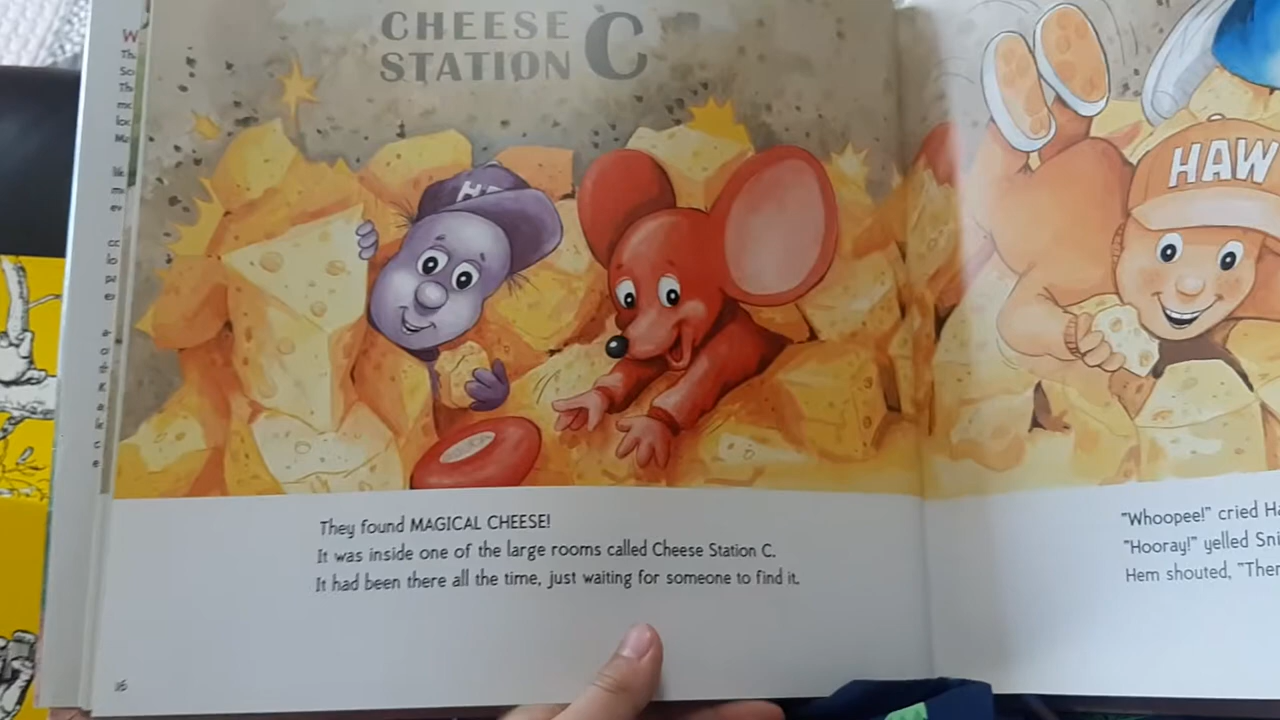 CHEESE
STATION C
HAW
They found MAGICAL CHEESE!
It was inside one of the large rooms called Cheese Station C.
It had been there all the time, just waiting for someone to find it.
16
"Whoopee!" cried
"Hooray!" yelled
Hem shouted,